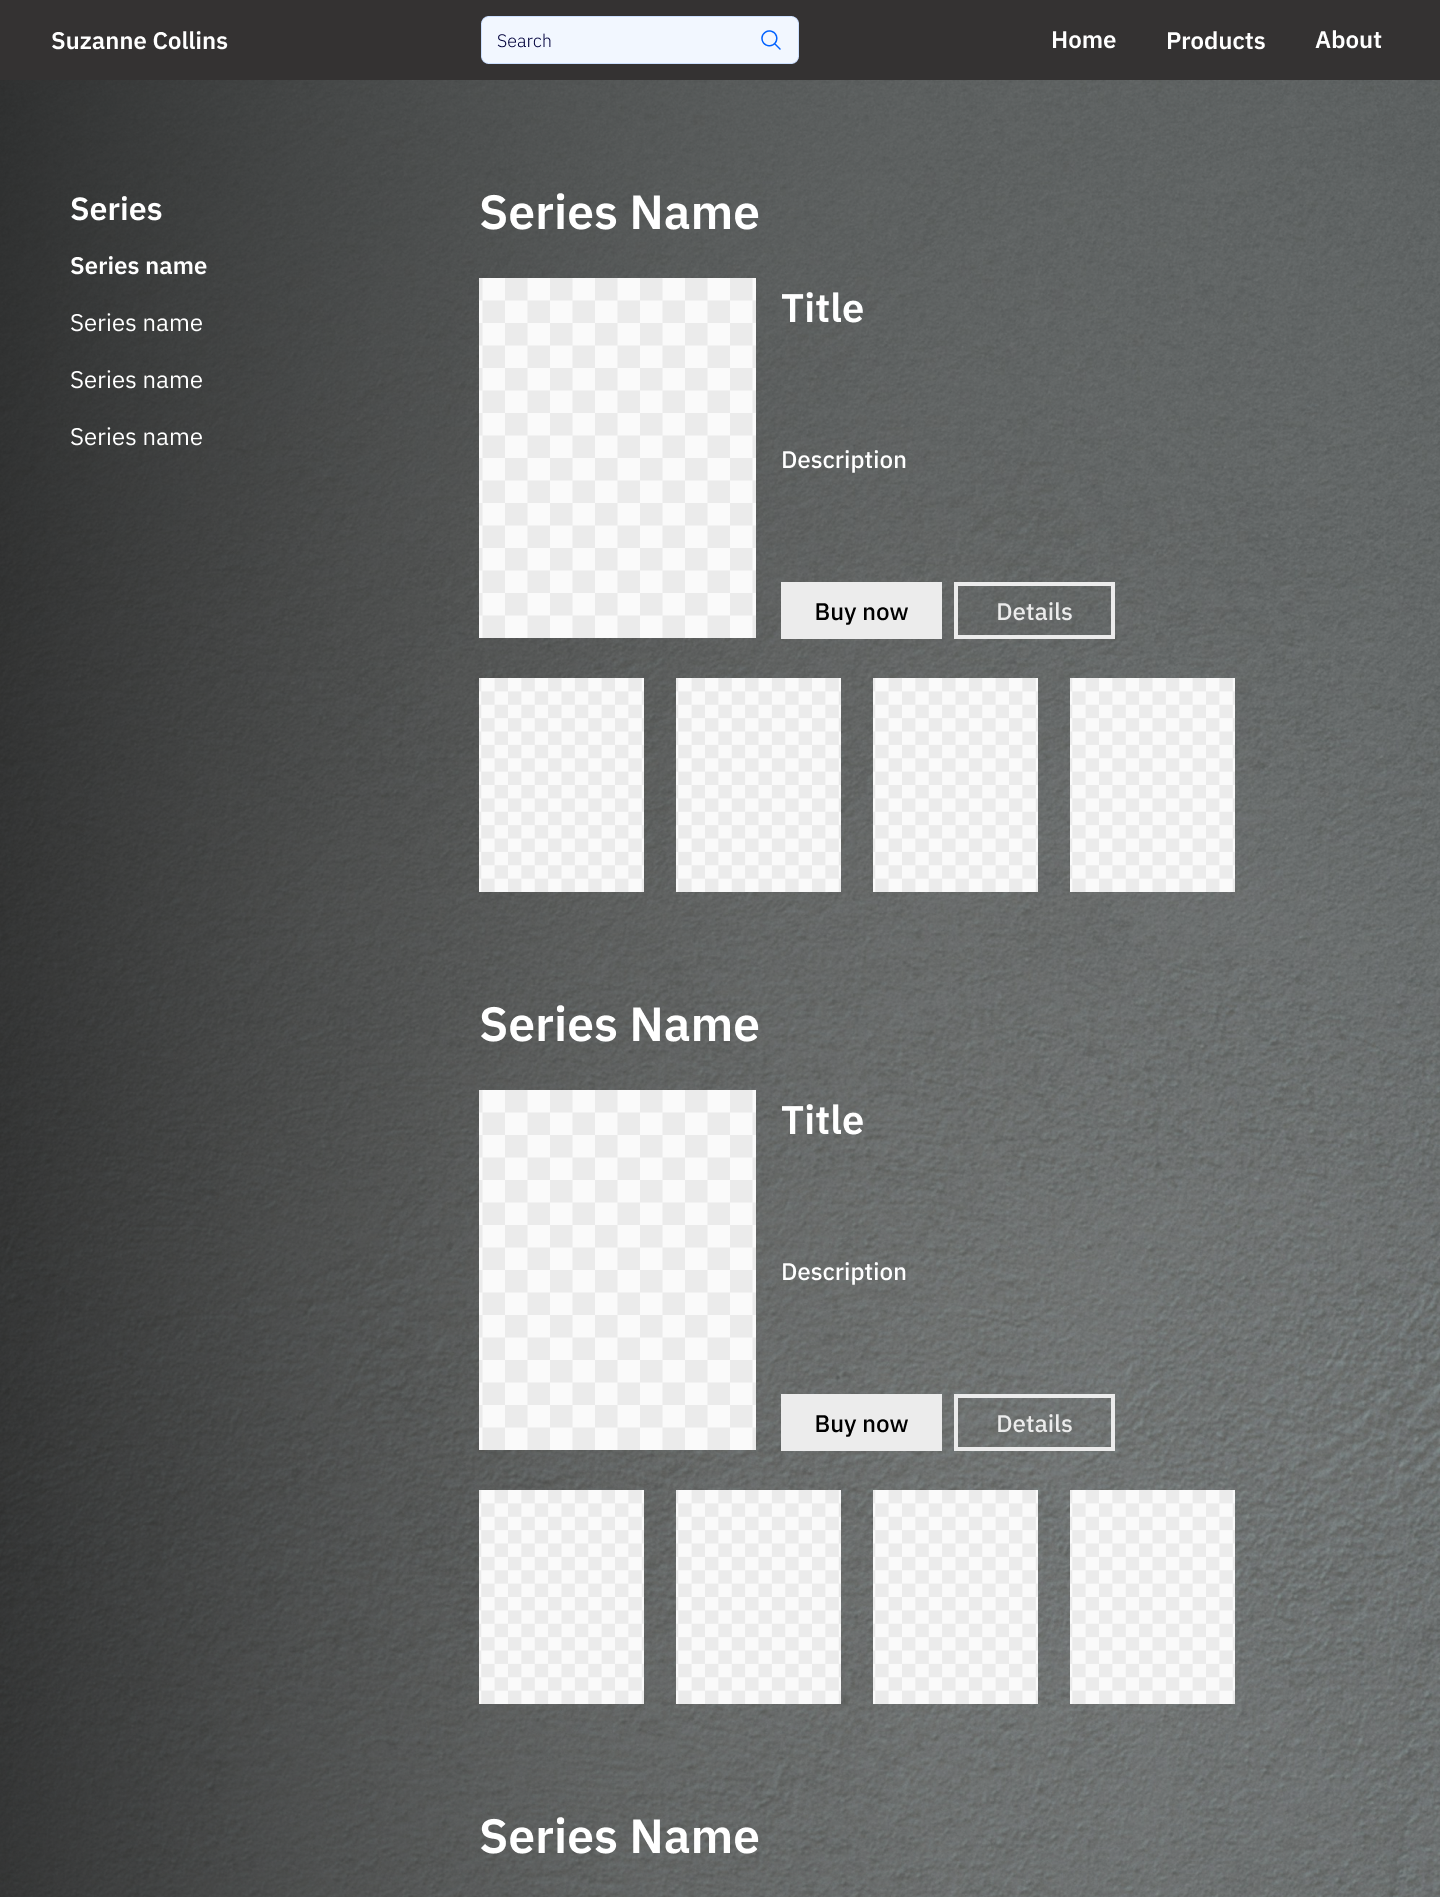 Suzanne Collins
Search
Home
Products
About
Series
Series name
Series name
Series name
Series name
Series Name
Title
Description
Buy now
Details
Series Name
Title
Description
Buy now
Details
Series Name